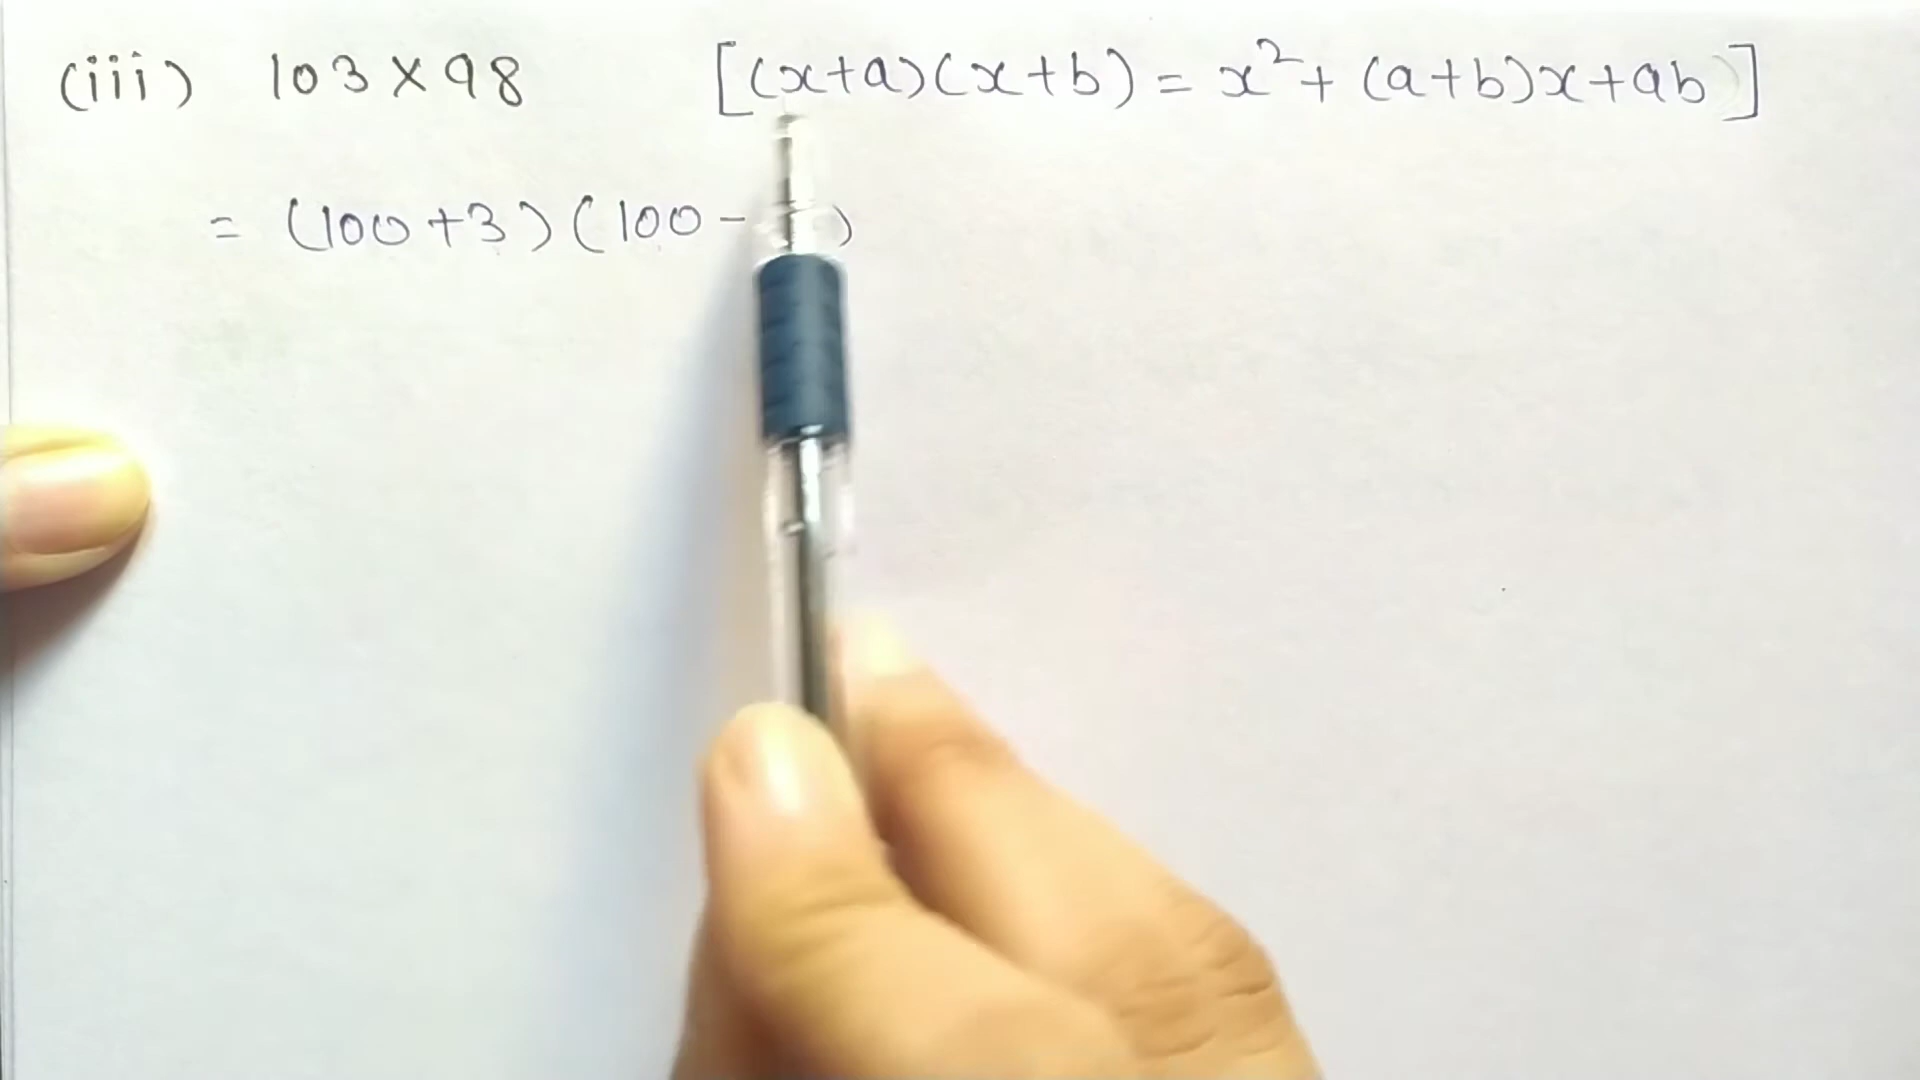 (iii) 103 × 98 [(x+a)(x+b) = x² + (a+b)x + ab]
= (100+3)(100- )